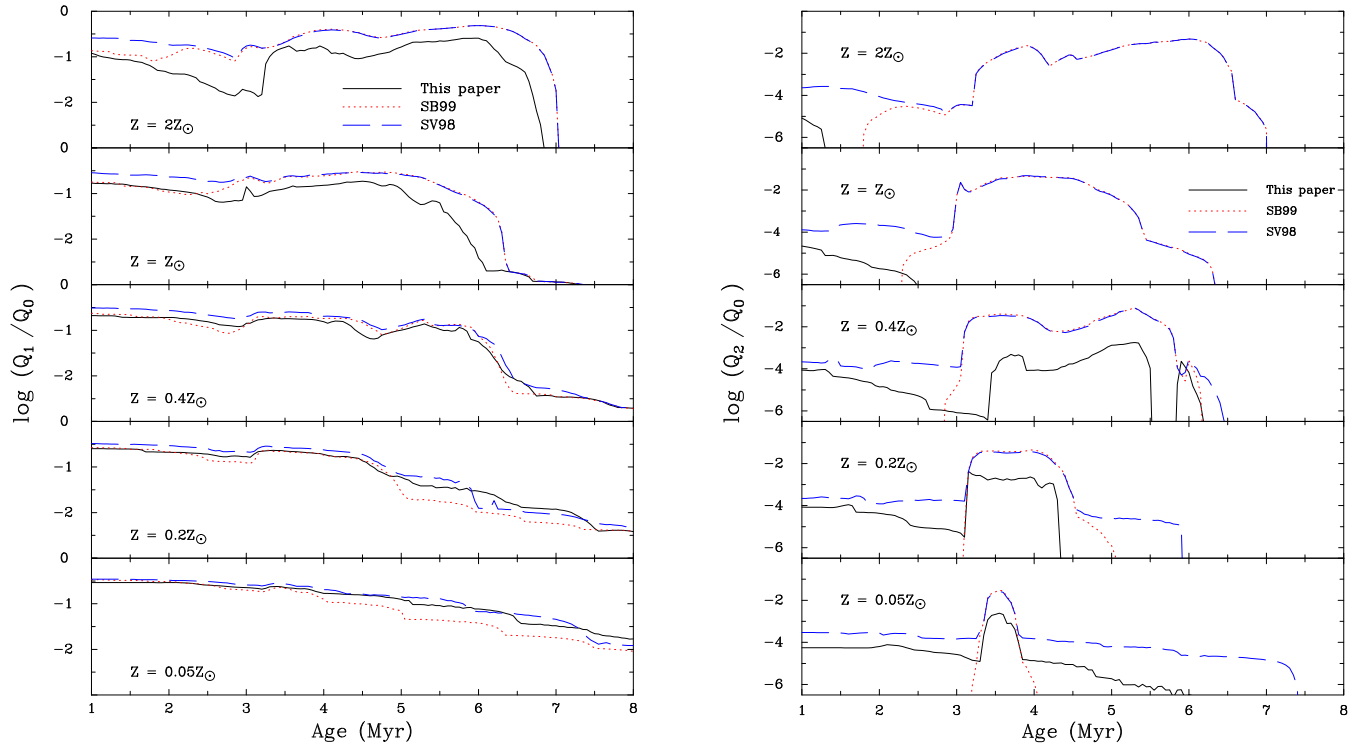 0
-1
-2
0
This paper
SB99
SV98
Z = 2Z⊙
-1
-2
0
Z = Z⊙
-1
-2
0
Z = 0.4Z⊙
-1
-2
0
Z = 0.2Z⊙
-1
-2
Z = 0.05Z⊙
1 2 3 4 5 6 7 8
Age (Myr)
log (Q1 /Q0)
-2
-4
-6
Z = 2Z⊙
-2
-4
-6
Z = Z⊙
This paper
SB99
SV98
-2
-4
-6
Z = 0.4Z⊙
-2
-4
-6
Z = 0.2Z⊙
-2
-4
-6
Z = 0.05Z⊙
1 2 3 4 5 6 7 8
Age (Myr)
log (Q2 /Q0)